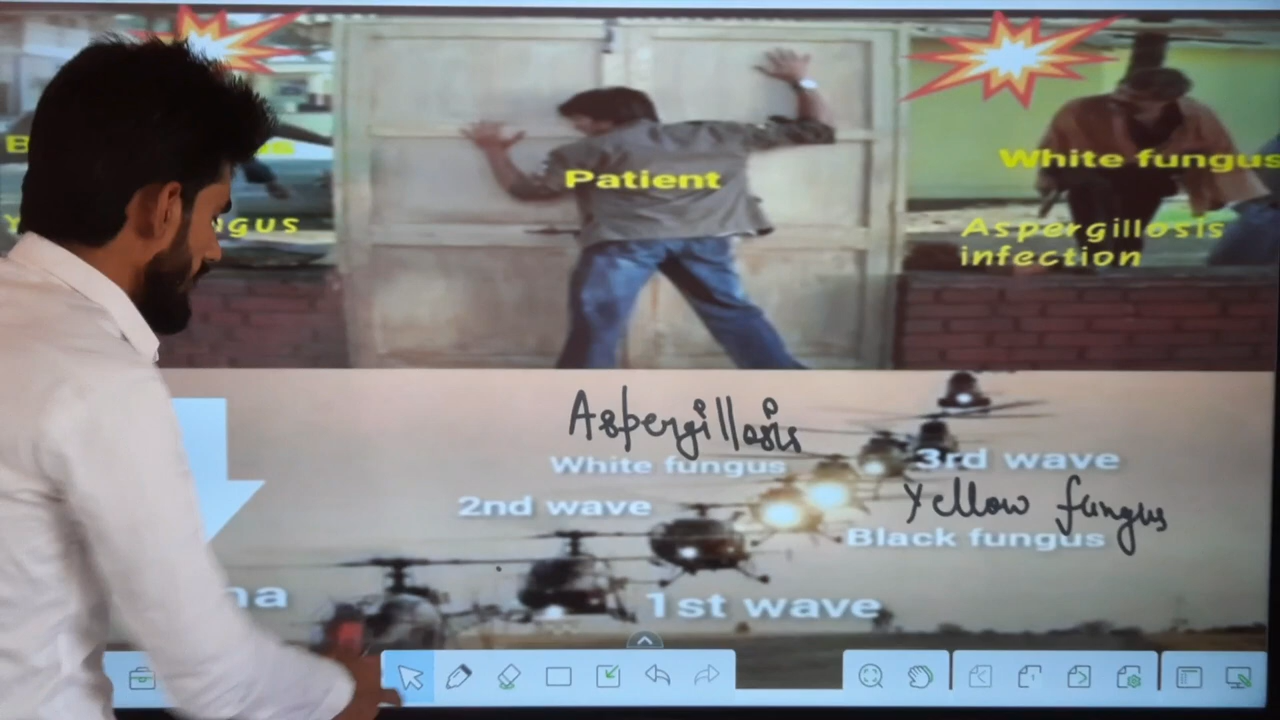 Patient
White fungus
Aspergillosis
infection
Aspergillosis
White fungus
3rd wave
2nd wave
Yellow fungus
Black fungus
1st wave